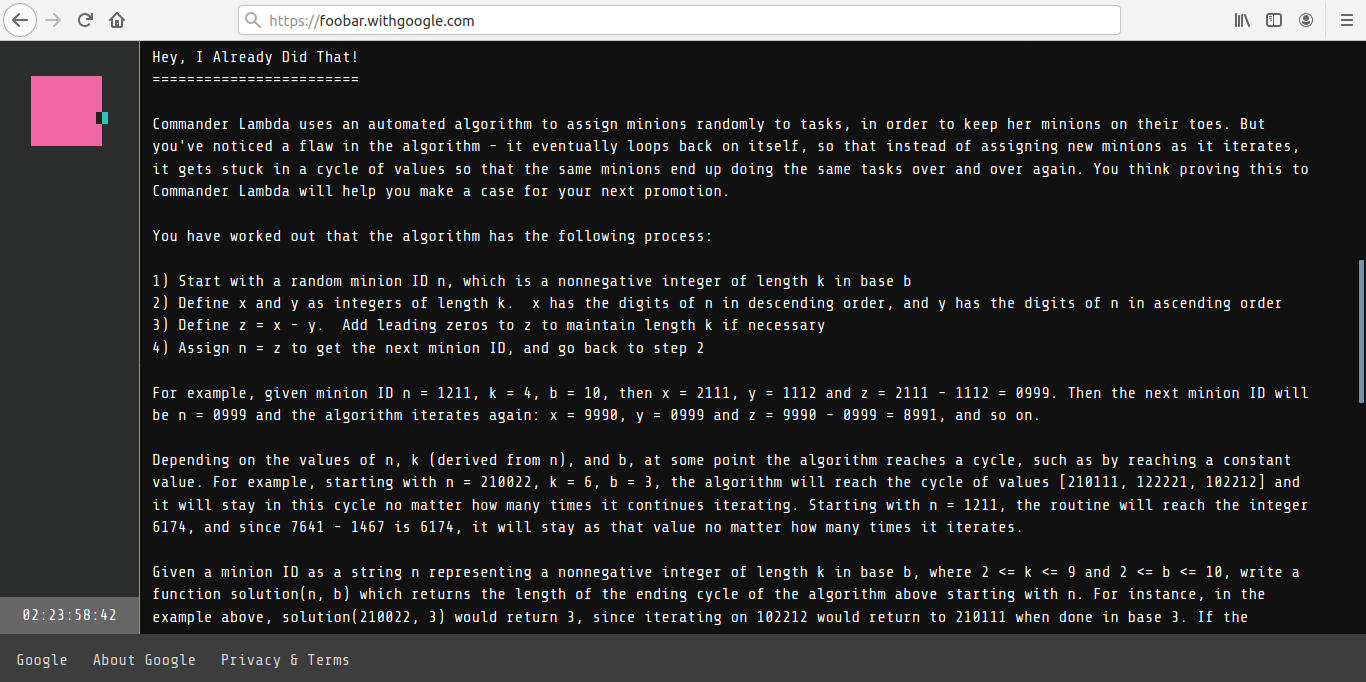 https://foobar.withgoogle.com
Hey, I Already Did That!
========================
Commander Lambda uses an automated algorithm to assign minions randomly to tasks, in order to keep her minions on their toes. But
you've noticed a flaw in the algorithm - it eventually loops back on itself, so that instead of assigning new minions as it iterates,
it gets stuck in a cycle of values so that the same minions end up doing the same tasks over and over again. You think proving this to
Commander Lambda will help you make a case for your next promotion.
You have worked out that the algorithm has the following process:
1) Start with a random minion ID n, which is a nonnegative integer of length k in base b
2) Define x and y as integers of length k.  x has the digits of n in descending order, and y has the digits of n in ascending order
3) Define z = x - y.  Add leading zeros to z to maintain length k if necessary
4) Assign n = z to get the next minion ID, and go back to step 2
For example, given minion ID n = 1211, k = 4, b = 10, then x = 2111, y = 1112 and z = 2111 - 1112 = 0999. Then the next minion ID will
be n = 0999 and the algorithm iterates again: x = 9990, y = 0999 and z = 9990 - 0999 = 8991, and so on.
Depending on the values of n, k (derived from n), and b, at some point the algorithm reaches a cycle, such as by reaching a constant
value. For example, starting with n = 210022, k = 6, b = 3, the algorithm will reach the cycle of values [210111, 122221, 102212] and
it will stay in this cycle no matter how many times it continues iterating. Starting with n = 1211, the routine will reach the integer
6174, and since 7641 - 1467 is 6174, it will stay as that value no matter how many times it iterates.
Given a minion ID as a string n representing a nonnegative integer of length k in base b, where 2 <= k <= 9 and 2 <= b <= 10, write a
function solution(n, b) which returns the length of the ending cycle of the algorithm above starting with n. For instance, in the
example above, solution(210022, 3) would return 3, since iterating on 102212 would return to 210111 when done in base 3. If the
02:23:58:42
Google
About Google
Privacy & Terms